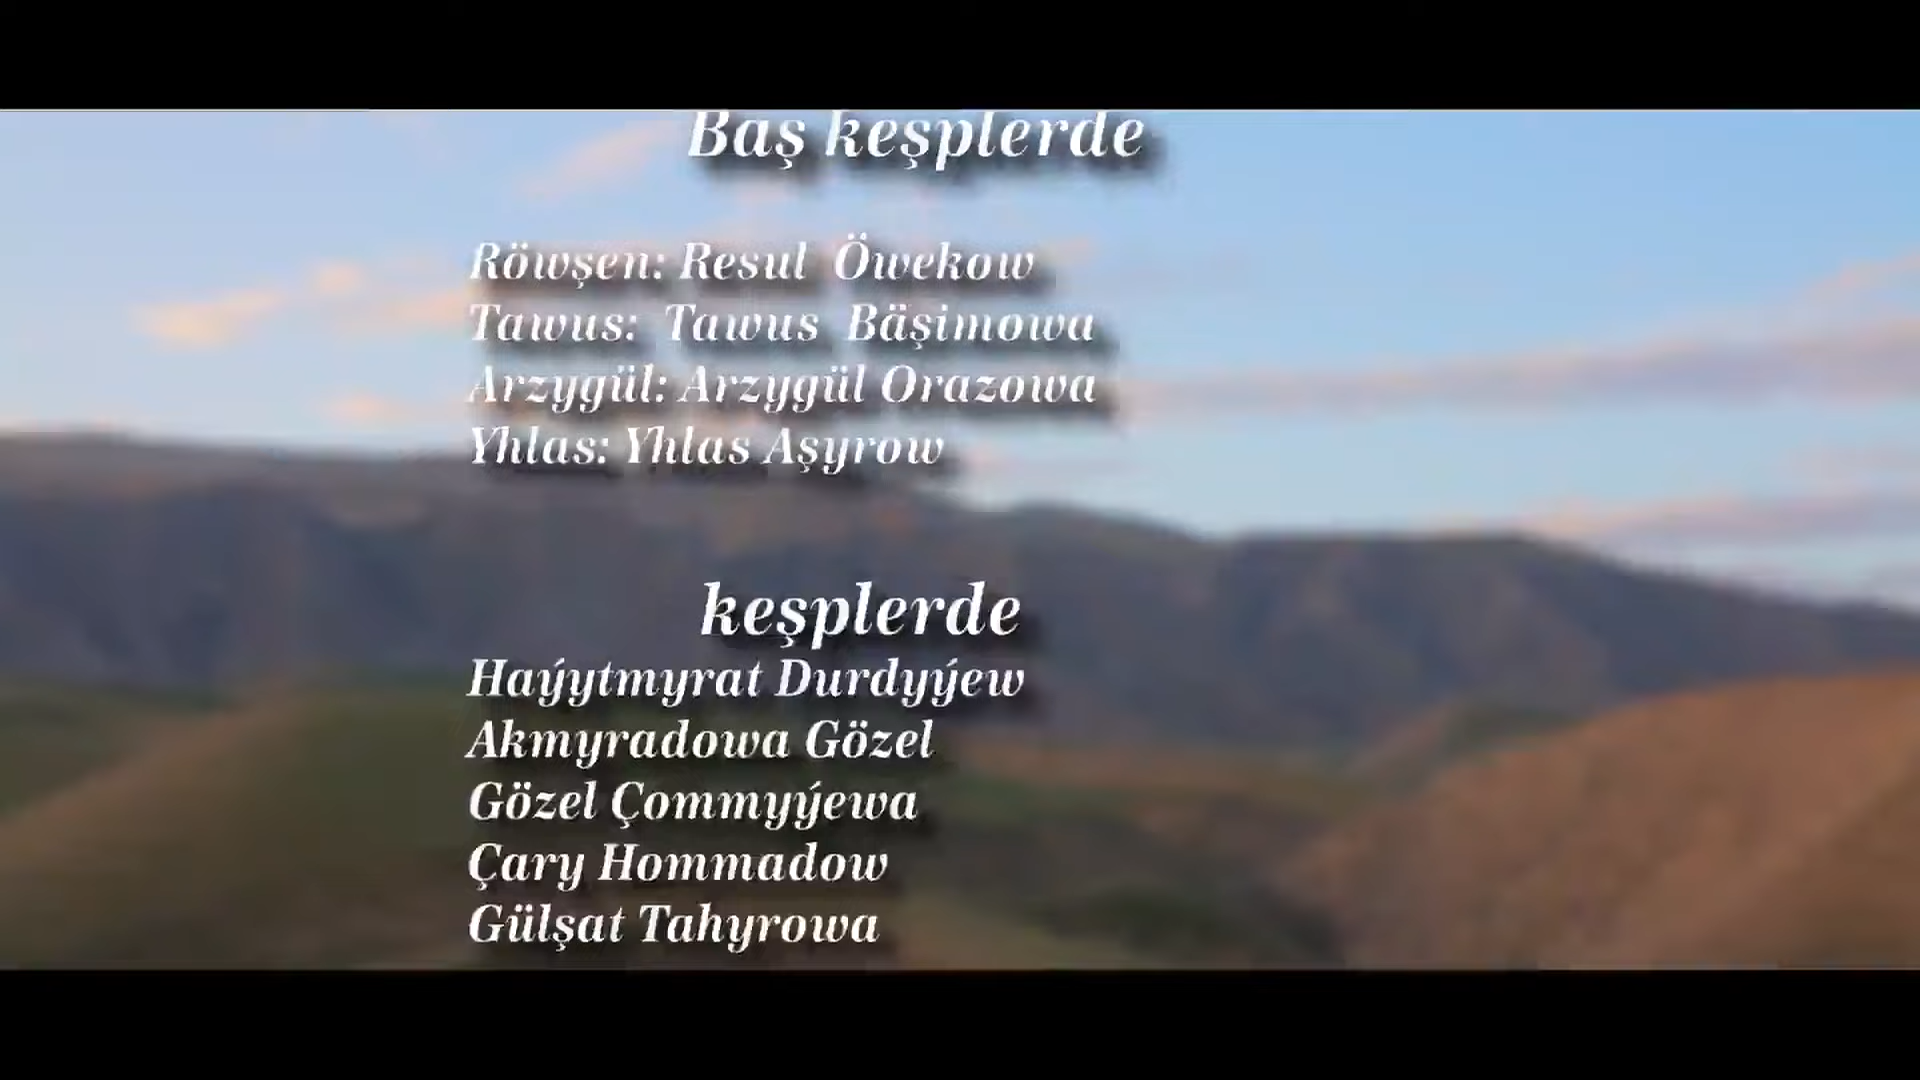 Baş keşplerde
Röwşen: Resul Öwekow
Tawus: Tawus Bäşimowa
Arzygül: Arzygül Orazowa
Yhlas: Yhlas Aşyrow
keşplerde
Haýytmyrat Durdyýew
Akmyradowa Gözel
Gözel Çommyýewa
Çary Hommadow
Gülşat Tahyrowa